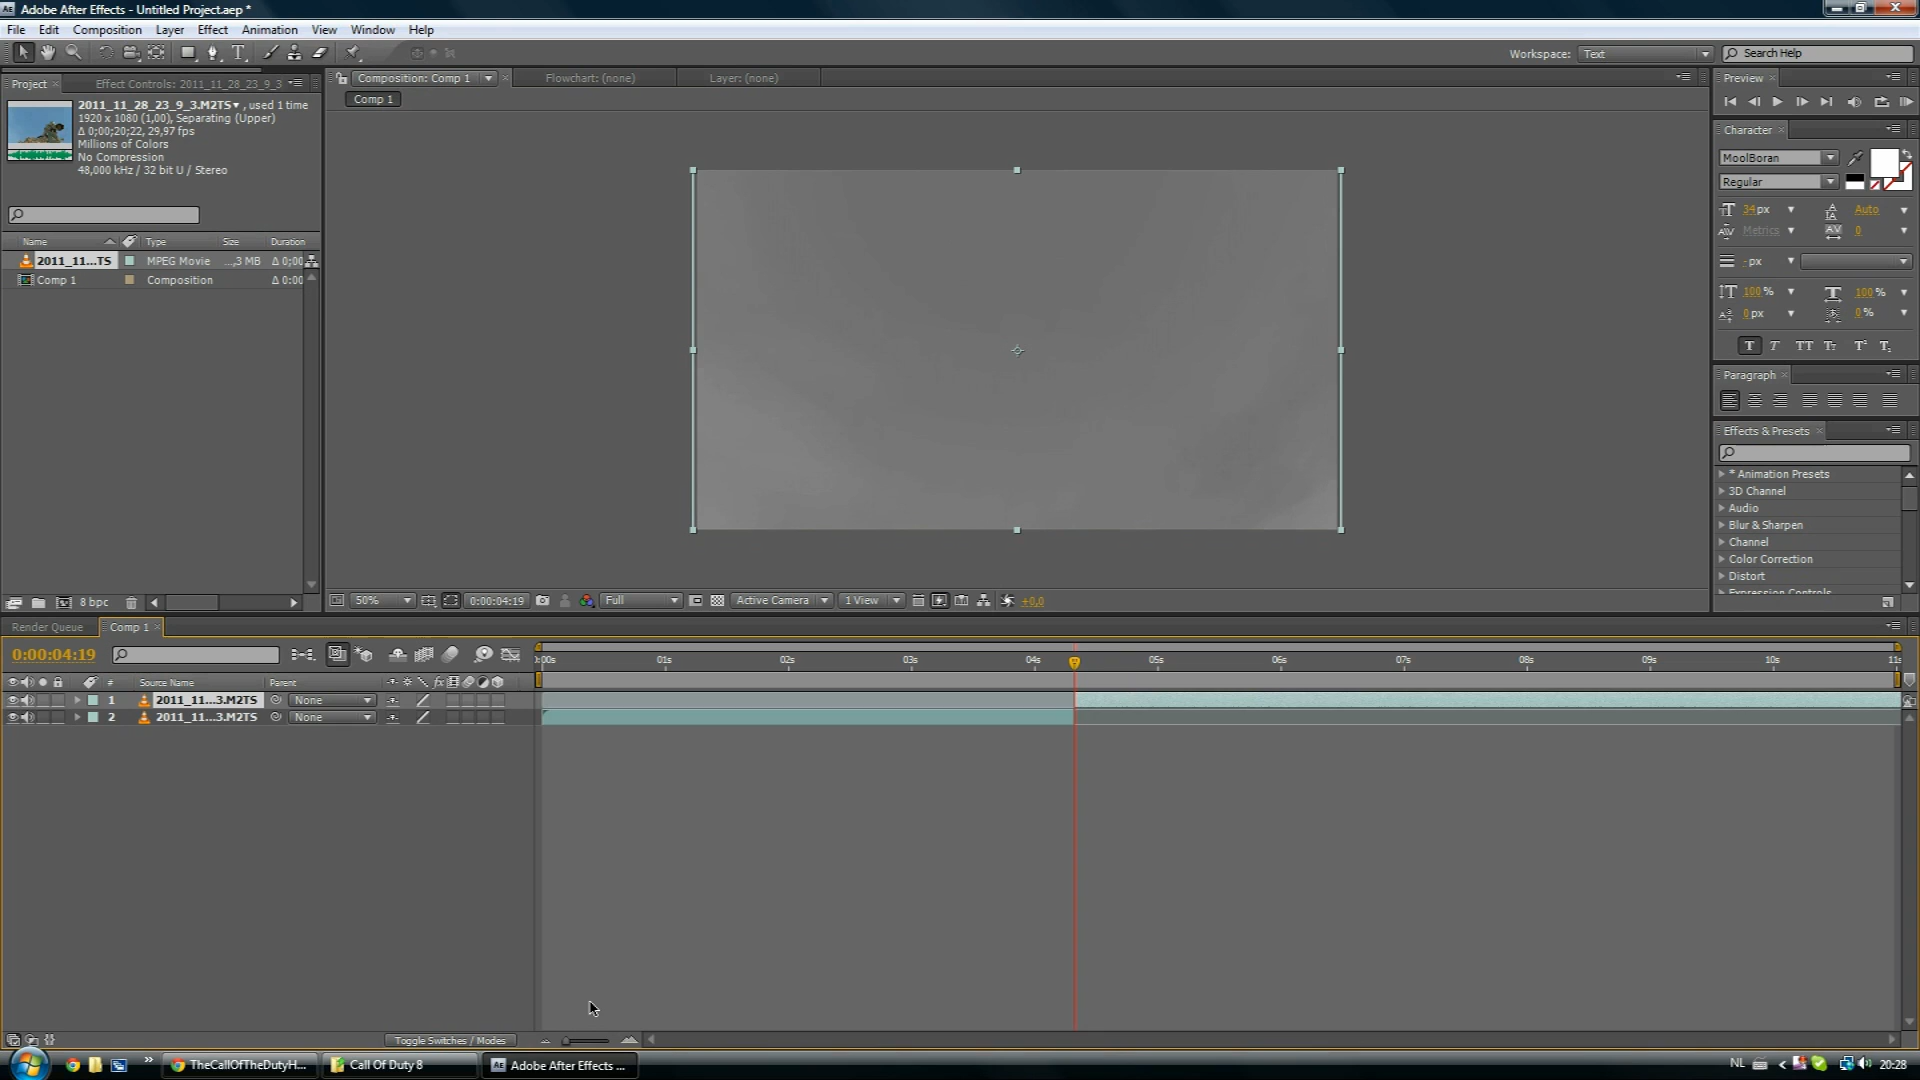 Adobe After Effects - Untitled Project.aep *
File Edit Composition Layer Effect Animation View Window Help
Workspace: Text Search Help
Project Effect Controls: 2011_11_28_23_9_3
2011_11_28_23_9_3.M2TS▾ , used 1 time
1920 x 1080 (1,00), Separating (Upper)
Δ 0;00;20;22, 29,97 fps
Millions of Colors
No Compression
48,000 kHz / 32 bit U / Stereo
Name Type Size Duration
2011_11...TS MPEG Movie ...,3 MB Δ 0;00
Comp 1 Composition Δ 0:00
8 bpc
Composition: Comp 1 Flowchart: (none) Layer: (none)
Comp 1
50% 0:00:04:19 Full Active Camera 1 View +0,0
Preview
Character
MoolBoran
Regular
34 px Auto
Metrics 0
- px
100 % 100 %
0 px 0 %
T T TT Tr T' T,
Paragraph
Effects & Presets
* Animation Presets
3D Channel
Audio
Blur & Sharpen
Channel
Color Correction
Distort
Expression Controls
Render Queue Comp 1
0:00:04:19
:00s 01s 02s 03s 04s 05s 06s 07s 08s 09s 10s 11s
# Source Name Parent
1 2011_11...3.M2TS None
2 2011_11...3.M2TS None
Toggle Switches / Modes
TheCallOfTheDutyH... Call Of Duty 8 Adobe After Effects ... NL 20:28